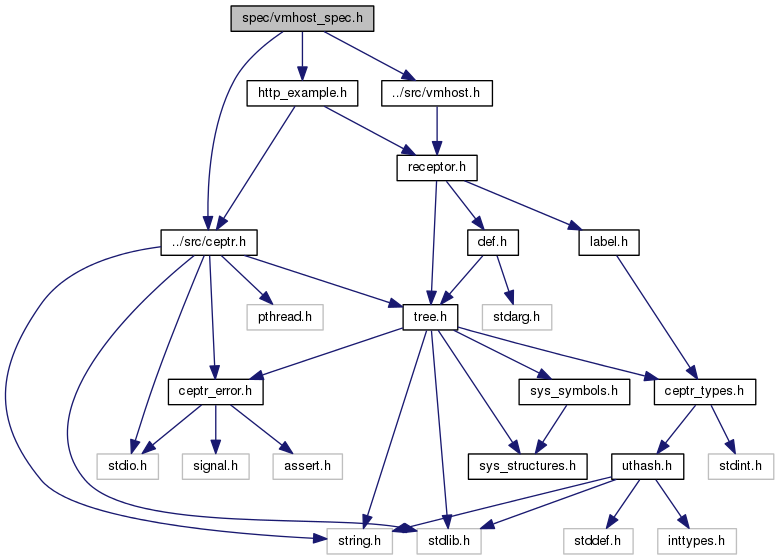 spec/vmhost_spec.h
http_example.h
../src/vmhost.h
receptor.h
../src/ceptr.h
def.h
label.h
pthread.h
tree.h
stdarg.h
ceptr_error.h
sys_symbols.h
ceptr_types.h
stdio.h
signal.h
assert.h
sys_structures.h
uthash.h
stdint.h
string.h
stdlib.h
stddef.h
inttypes.h